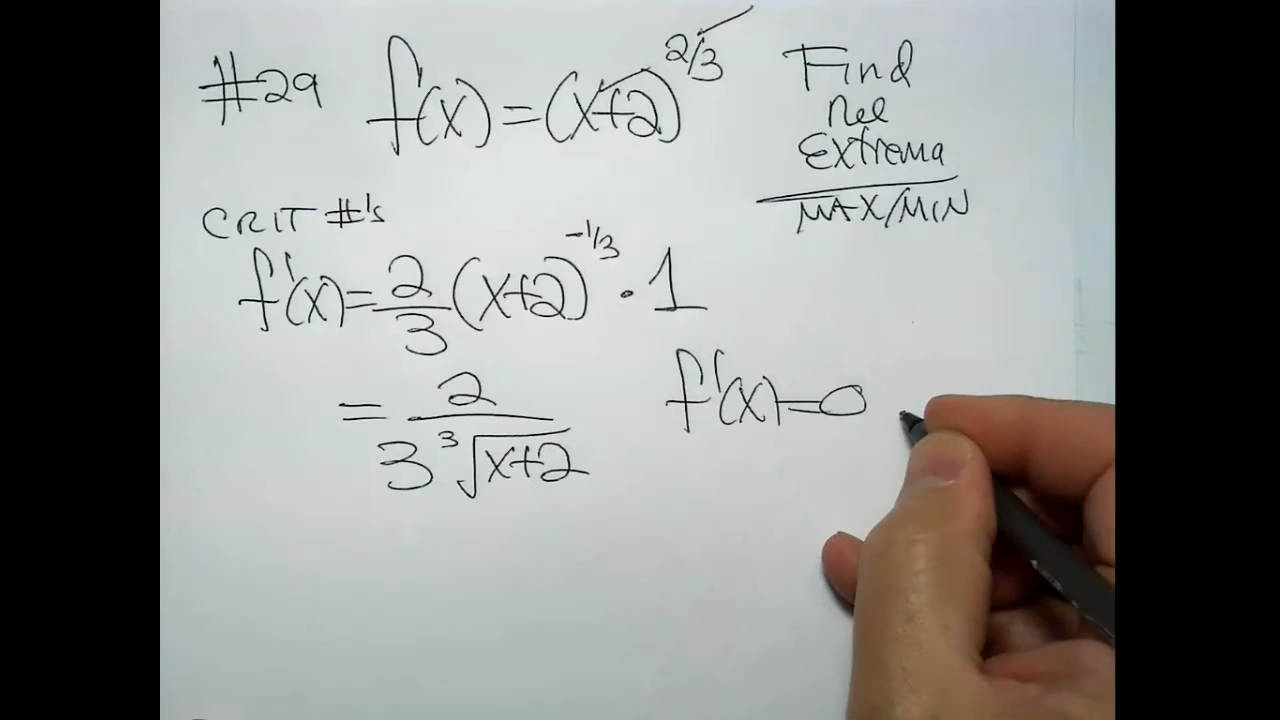 #29 f(x) = (x+2)^2/3
Find
Rel
Extrema
MAX/MIN
CRIT #'s
f'(x) = 2/3 (x+2)^-1/3 · 1
= 2/(3 ∛(x+2))
f'(x)=0